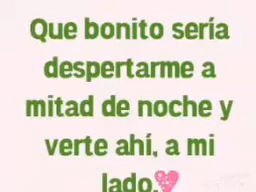 Que bonito sería
despertarme a
mitad de noche y
verte ahí, a mi
lado.